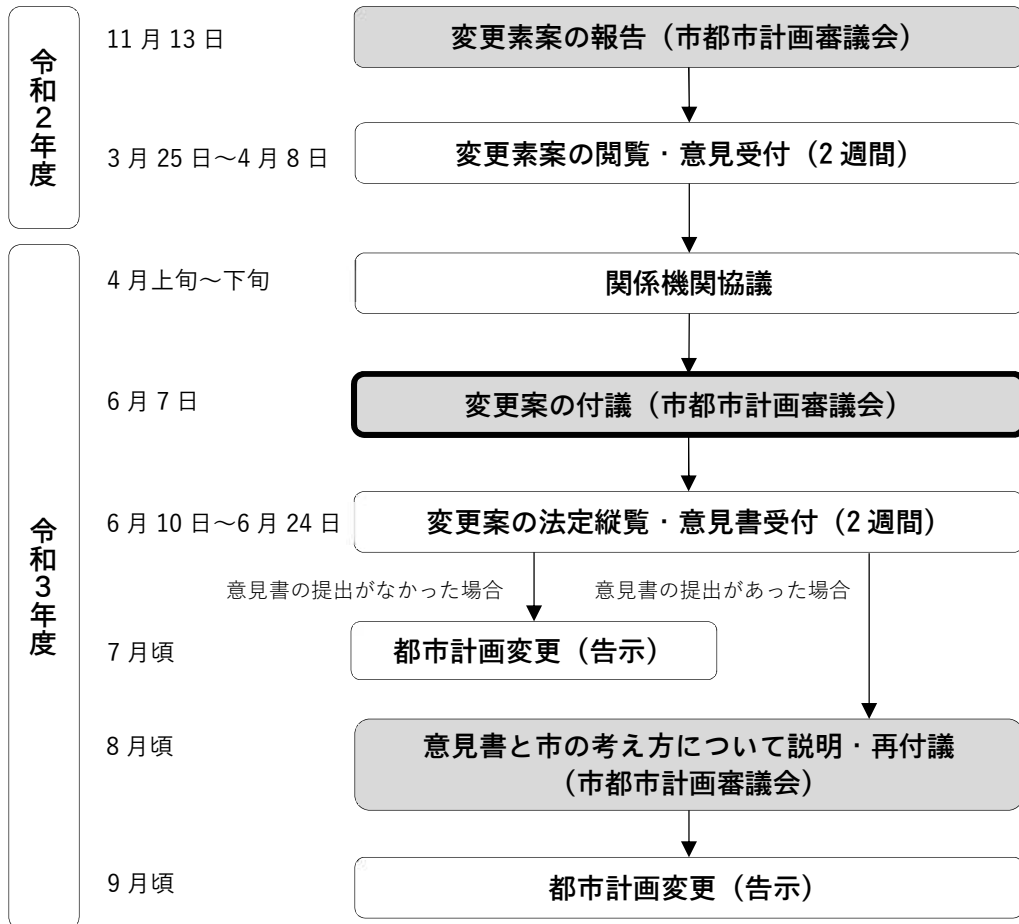 令和2年度
11月13日
変更素案の報告（市都市計画審議会）
3月25日～4月8日
変更素案の閲覧・意見受付（2週間）
令和3年度
4月上旬～下旬
関係機関協議
6月7日
変更案の付議（市都市計画審議会）
6月10日～6月24日
変更案の法定縦覧・意見書受付（2週間）
意見書の提出がなかった場合
意見書の提出があった場合
7月頃
都市計画変更（告示）
8月頃
意見書と市の考え方について説明・再付議
（市都市計画審議会）
9月頃
都市計画変更（告示）